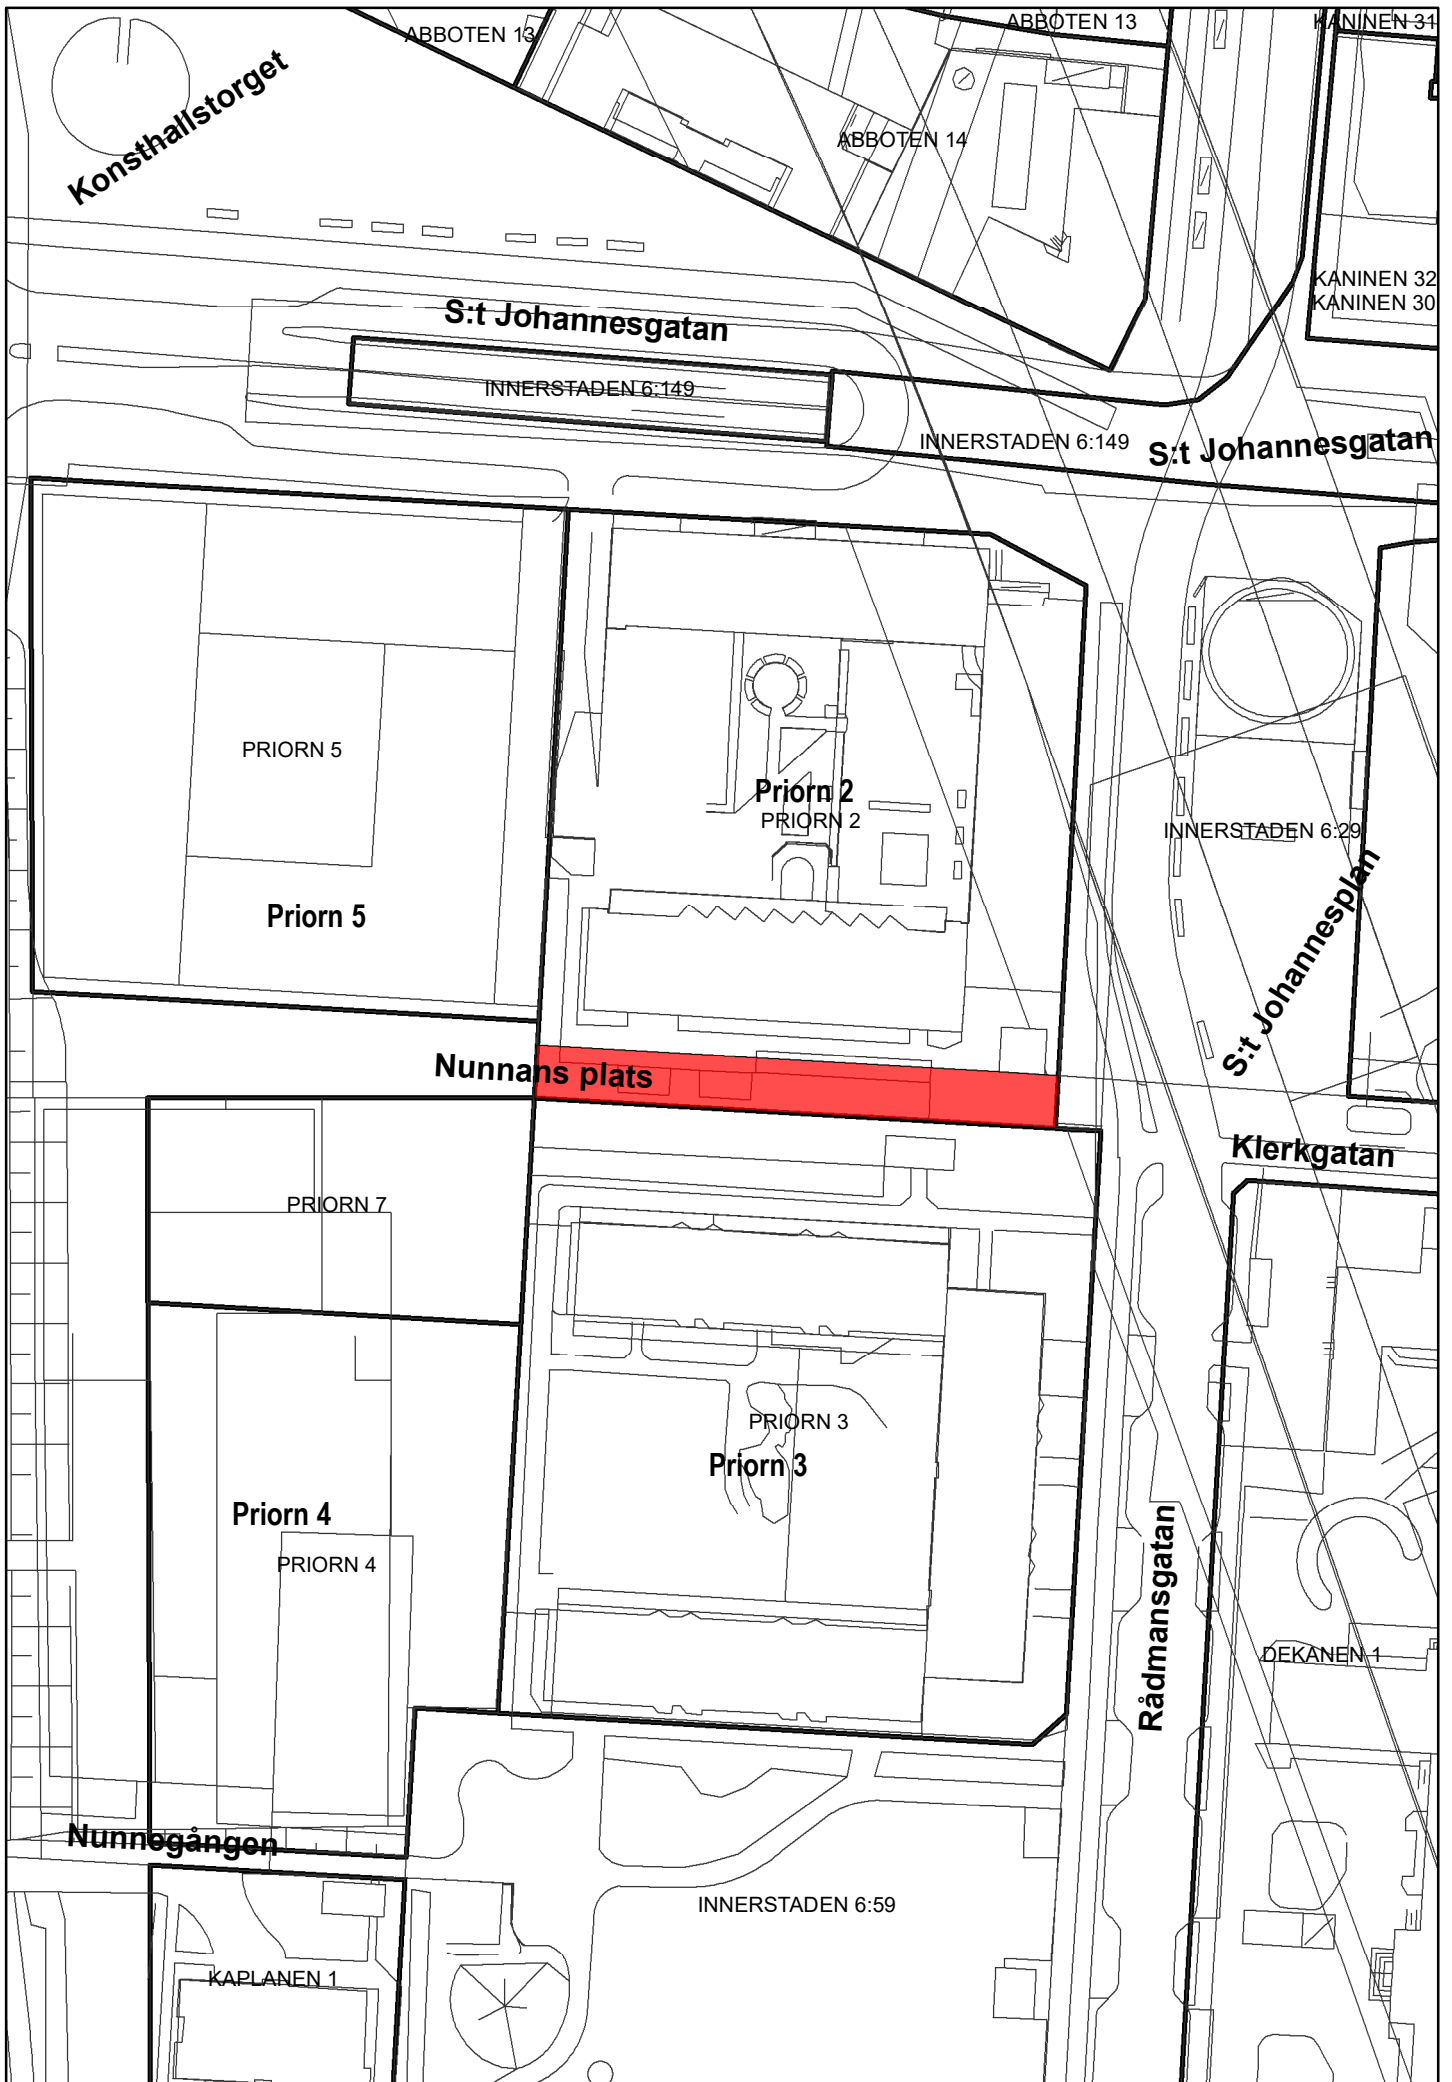 ABBOTEN 13
ABBOTEN 13
KANINEN 31
Konsthallstorget
ABBOTEN 14
KANINEN 32
KANINEN 30
S:t Johannesgatan
INNERSTADEN 6:149
INNERSTADEN 6:149
S:t Johannesgatan
PRIORN 5
Priorn 2
PRIORN 2
INNERSTADEN 6:29
Priorn 5
S:t Johannesplan
Nunnans plats
Klerkgatan
PRIORN 7
PRIORN 3
Priorn 3
Priorn 4
PRIORN 4
Rådmansgatan
DEKANEN 1
Nunnegången
INNERSTADEN 6:59
KAPLANEN 1